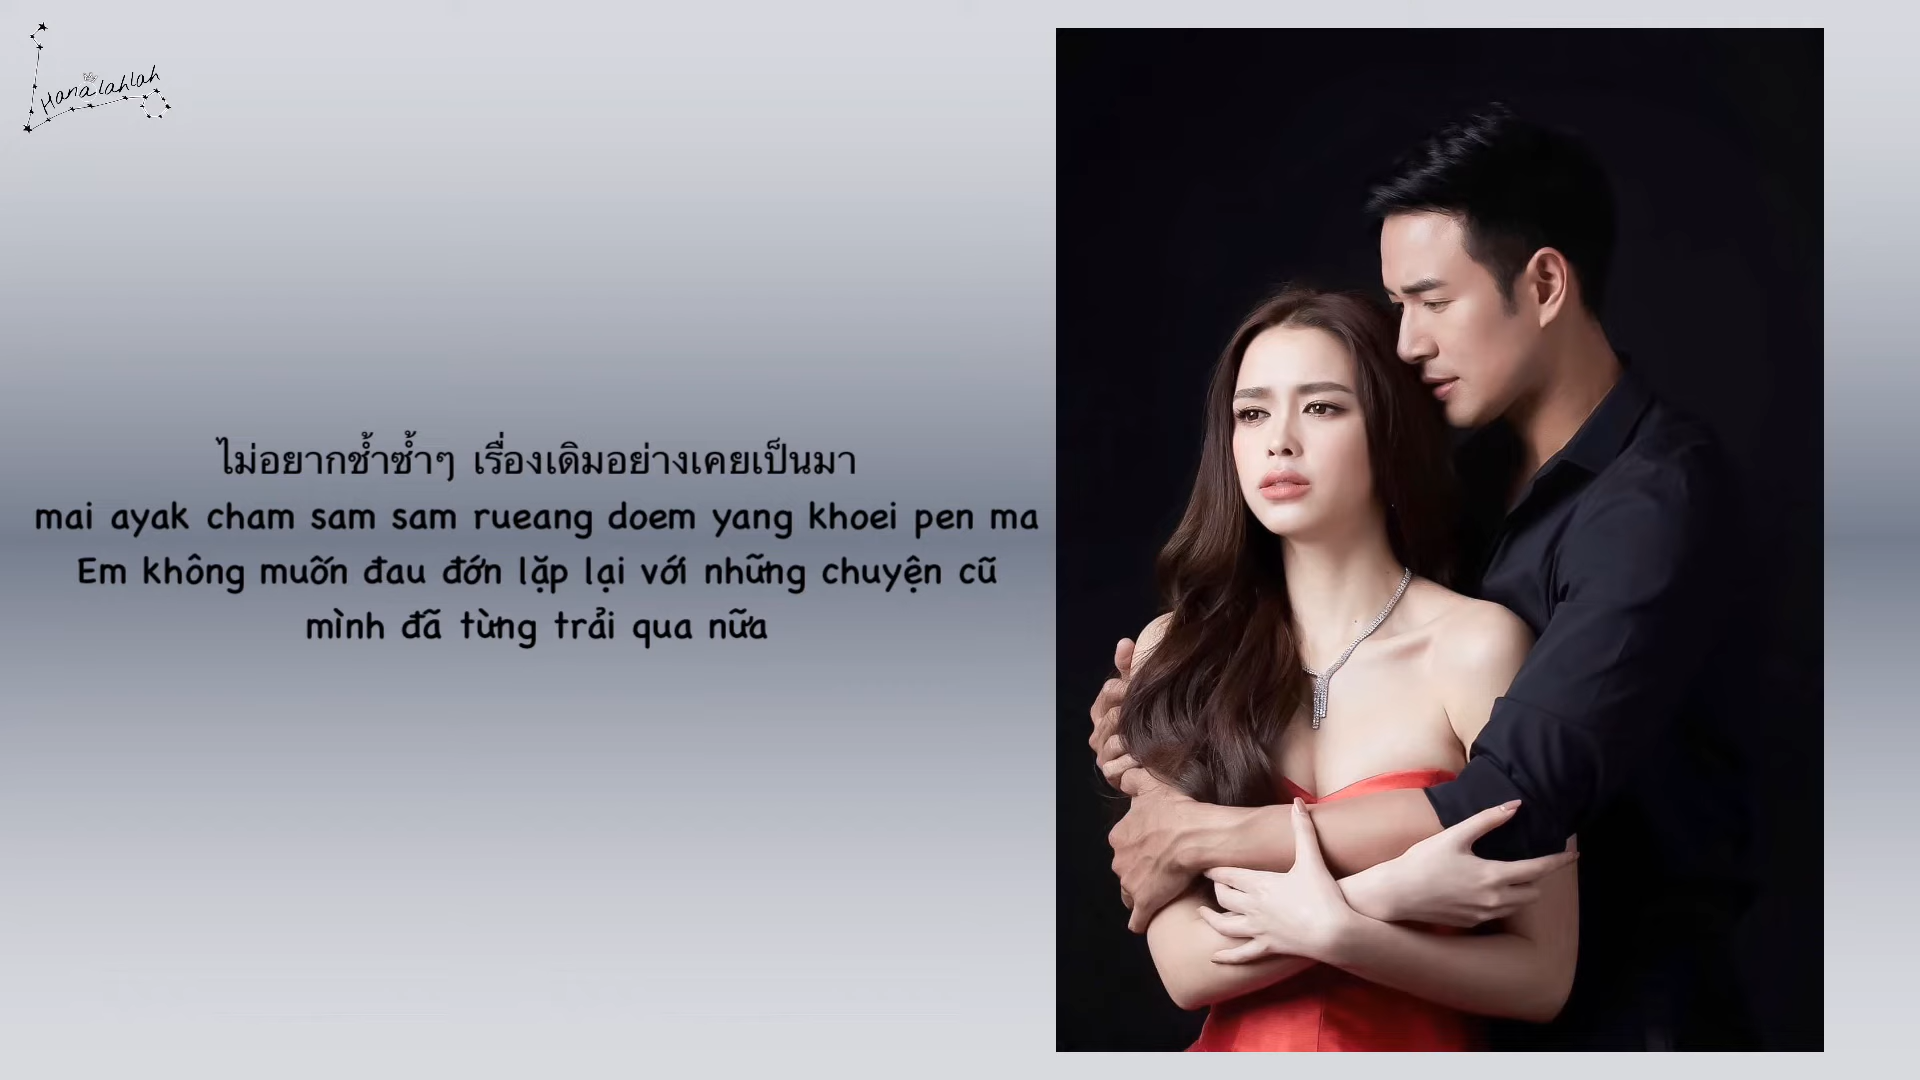 Hanalahlah
ไม่อยากช้ำซ้ำๆ เรื่องเดิมอย่างเคยเป็นมา
mai ayak cham sam sam rueang doem yang khoei pen ma
Em không muốn đau đớn lặp lại với những chuyện cũ
mình đã từng trải qua nữa